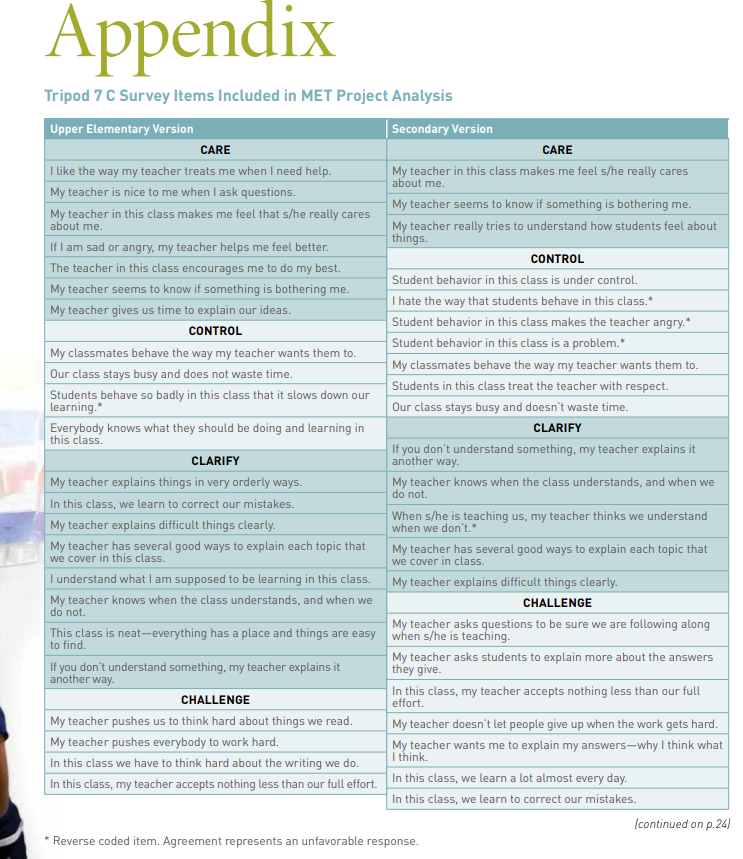 Appendix
Tripod 7 C Survey Items Included in MET Project Analysis
Upper Elementary Version
CARE
I like the way my teacher treats me when I need help.
My teacher is nice to me when I ask questions.
My teacher in this class makes me feel that s/he really cares
about me.
If I am sad or angry, my teacher helps me feel better.
The teacher in this class encourages me to do my best.
My teacher seems to know if something is bothering me.
My teacher gives us time to explain our ideas.
CONTROL
My classmates behave the way my teacher wants them to.
Our class stays busy and does not waste time.
Students behave so badly in this class that it slows down our
learning.*
Everybody knows what they should be doing and learning in
this class.
CLARIFY
My teacher explains things in very orderly ways.
In this class, we learn to correct our mistakes.
My teacher explains difficult things clearly.
My teacher has several good ways to explain each topic that
we cover in this class.
I understand what I am supposed to be learning in this class.
My teacher knows when the class understands, and when we
do not.
This class is neat—everything has a place and things are easy
to find.
If you don't understand something, my teacher explains it
another way.
CHALLENGE
My teacher pushes us to think hard about things we read.
My teacher pushes everybody to work hard.
In this class we have to think hard about the writing we do.
In this class, my teacher accepts nothing less than our full effort.
Secondary Version
CARE
My teacher in this class makes me feel s/he really cares
about me.
My teacher seems to know if something is bothering me.
My teacher really tries to understand how students feel about
things.
CONTROL
Student behavior in this class is under control.
I hate the way that students behave in this class.*
Student behavior in this class makes the teacher angry.*
Student behavior in this class is a problem.*
My classmates behave the way my teacher wants them to.
Students in this class treat the teacher with respect.
Our class stays busy and doesn't waste time.
CLARIFY
If you don't understand something, my teacher explains it
another way.
My teacher knows when the class understands, and when we
do not.
When s/he is teaching us, my teacher thinks we understand
when we don't.*
My teacher has several good ways to explain each topic that
we cover in class.
My teacher explains difficult things clearly.
CHALLENGE
My teacher asks questions to be sure we are following along
when s/he is teaching.
My teacher asks students to explain more about the answers
they give.
In this class, my teacher accepts nothing less than our full
effort.
My teacher doesn't let people give up when the work gets hard.
My teacher wants me to explain my answers—why I think what
I think.
In this class, we learn a lot almost every day.
In this class, we learn to correct our mistakes.
(continued on p.24)
* Reverse coded item. Agreement represents an unfavorable response.